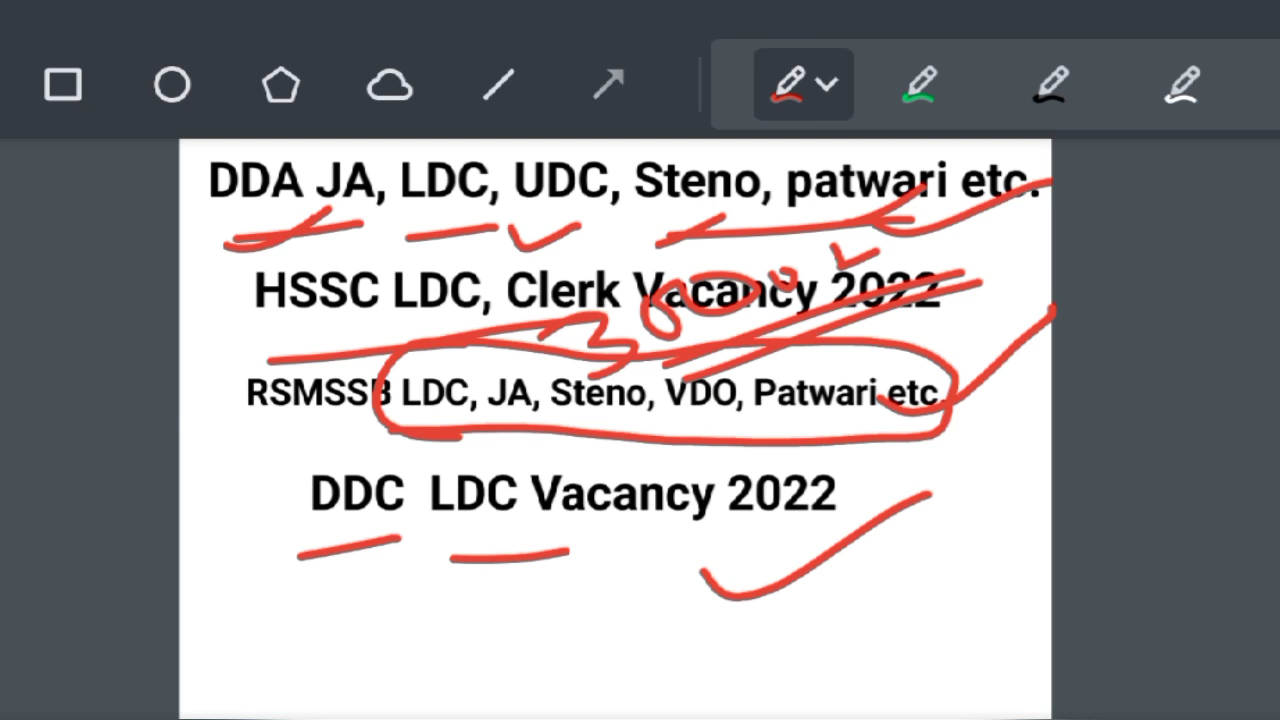 DDA JA, LDC, UDC, Steno, patwari etc.
HSSC LDC, Clerk Vacancy 2022
RSMSSB LDC, JA, Steno, VDO, Patwari etc.
DDC LDC Vacancy 2022